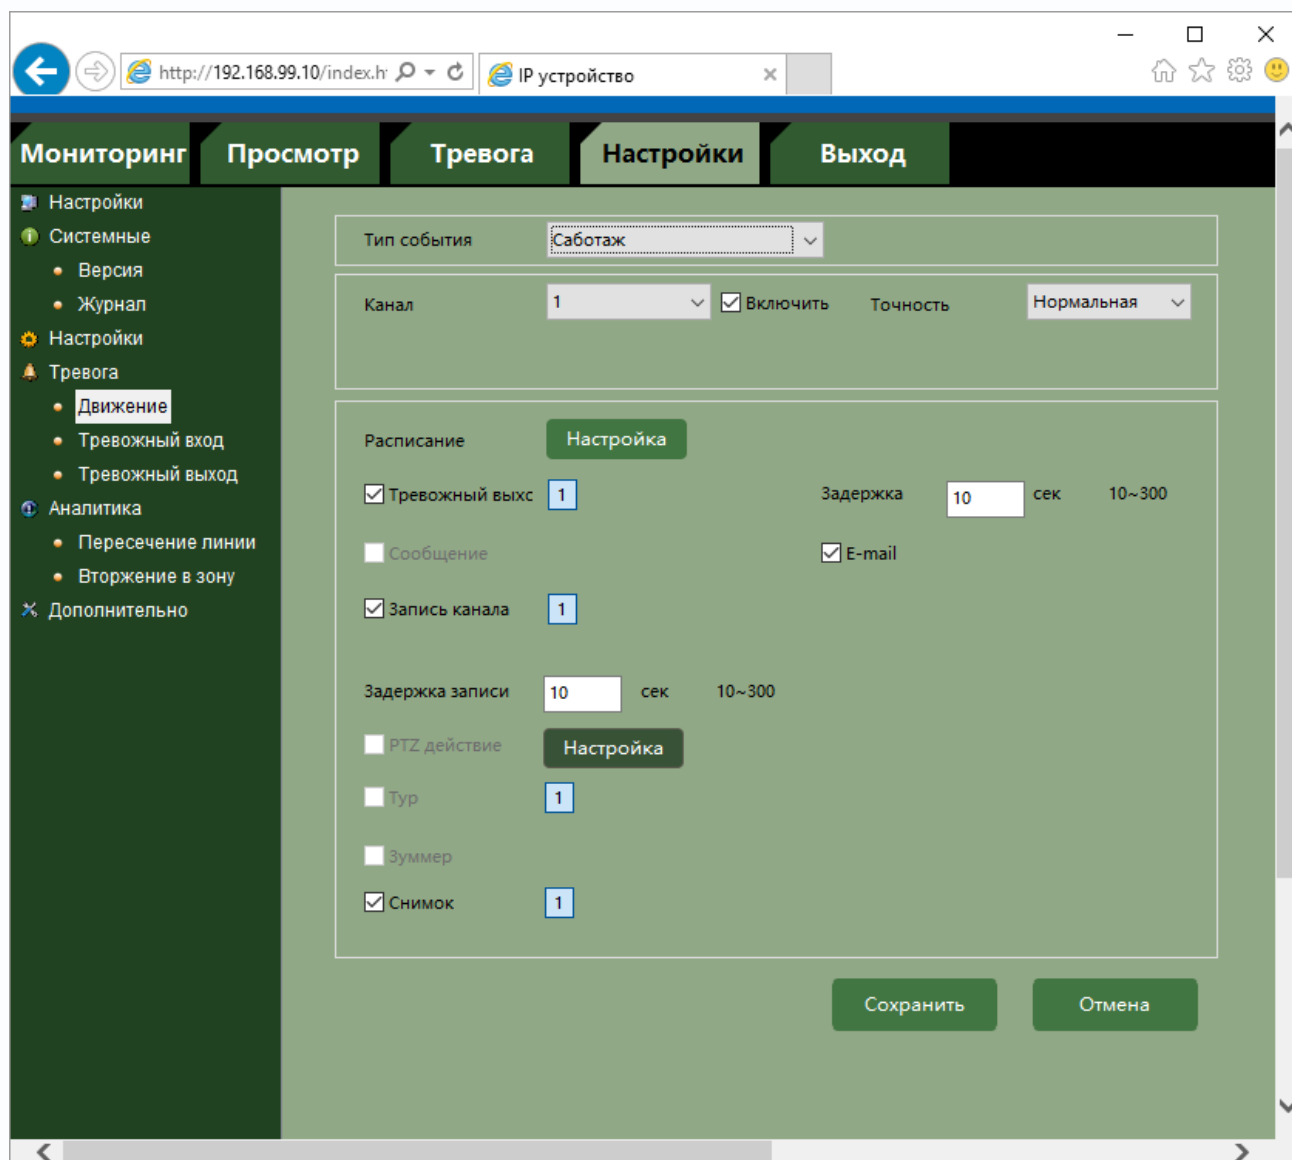 http://192.168.99.10/index.h
IP устройство
Мониторинг Просмотр Тревога Настройки Выход
Настройки
Системные
Версия
Журнал
Настройки
Тревога
Движение
Тревожный вход
Тревожный выход
Аналитика
Пересечение линии
Вторжение в зону
Дополнительно
Тип события Саботаж
Канал 1 Включить Точность Нормальная
Расписание Настройка
Тревожный выхс 1 Задержка 10 сек 10~300
Сообщение E-mail
Запись канала 1
Задержка записи 10 сек 10~300
PTZ действие Настройка
Тур 1
Зуммер
Снимок 1
Сохранить Отмена